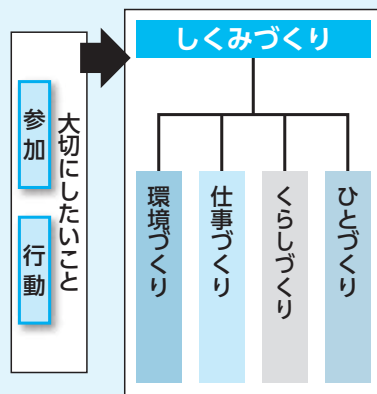 しくみづくり
大切にしたいこと
参加
行動
ひとづくり
くらしづくり
仕事づくり
環境づくり